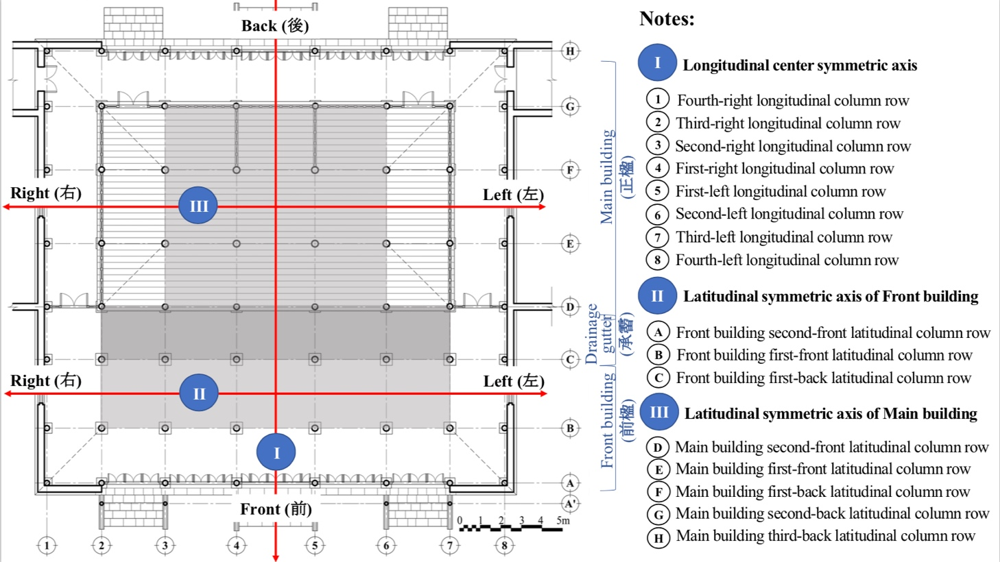 Back (後)
Notes:
H
G
F
Right (右)
Left (左)
III
E
D
C
Right (右)
Left (左)
II
B
I
A
A'
Front (前)
0 1 2 3 4 5m
1 2 3 4 5 6 7 8
Main building
(正楹)
Drainage
gutter
(承霤)
Front building
(前楹)
I Longitudinal center symmetric axis
1 Fourth-right longitudinal column row
2 Third-right longitudinal column row
3 Second-right longitudinal column row
4 First-right longitudinal column row
5 First-left longitudinal column row
6 Second-left longitudinal column row
7 Third-left longitudinal column row
8 Fourth-left longitudinal column row
II Latitudinal symmetric axis of Front building
A Front building second-front latitudinal column row
B Front building first-front latitudinal column row
C Front building first-back latitudinal column row
III Latitudinal symmetric axis of Main building
D Main building second-front latitudinal column row
E Main building first-front latitudinal column row
F Main building first-back latitudinal column row
G Main building second-back latitudinal column row
H Main building third-back latitudinal column row